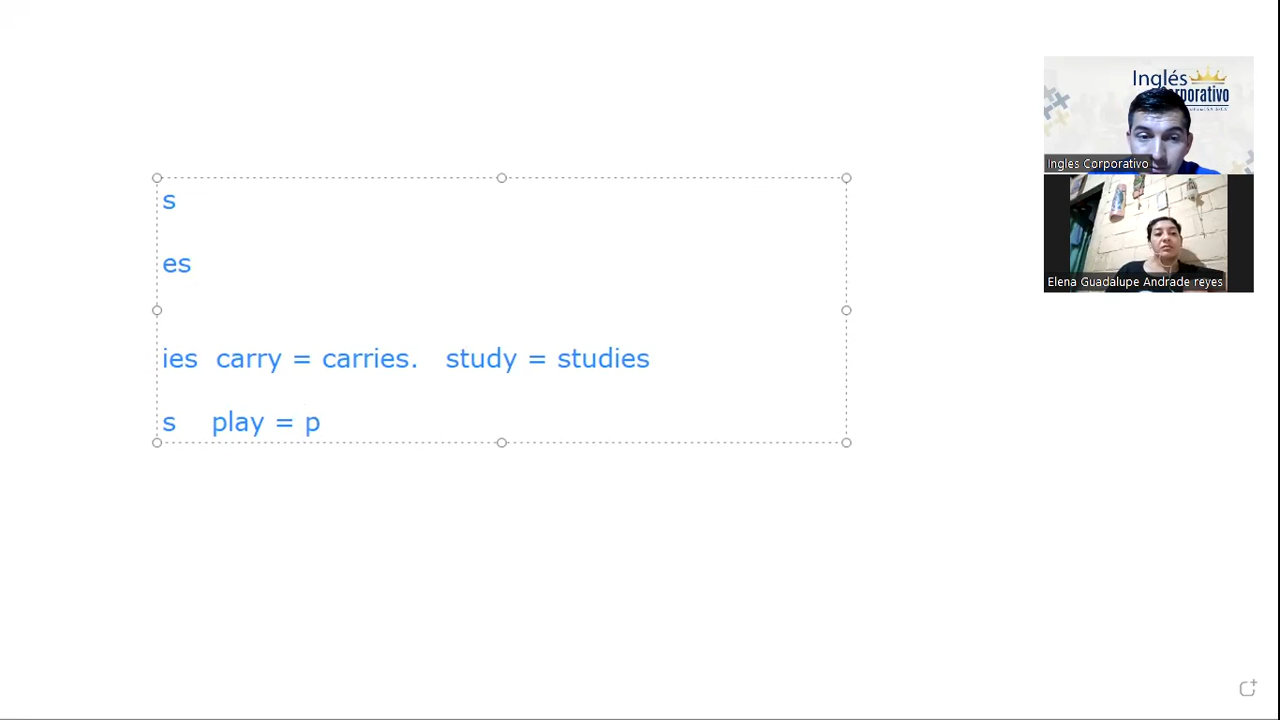 s
es
ies carry = carries. study = studies
s play = p
Inglés
Corporativo
Ingles Corporativo
Elena Guadalupe Andrade reyes